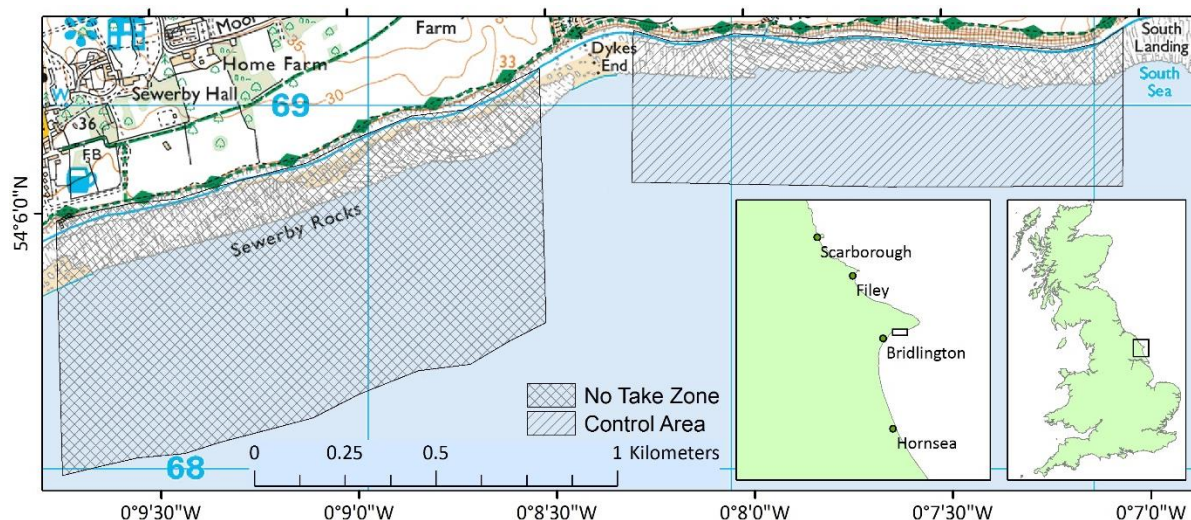 Moor
35
Farm
Home Farm
33
Dykes
End
South
Landing
South
Sea
Sewerby Hall
30
69
W
36
FB
54°6'0"N
Sewerby Rocks
Scarborough
Filey
Bridlington
Hornsea
No Take Zone
Control Area
68
0 0.25 0.5 1 Kilometers
0°9'30"W 0°9'0"W 0°8'30"W 0°8'0"W 0°7'30"W 0°7'0"W